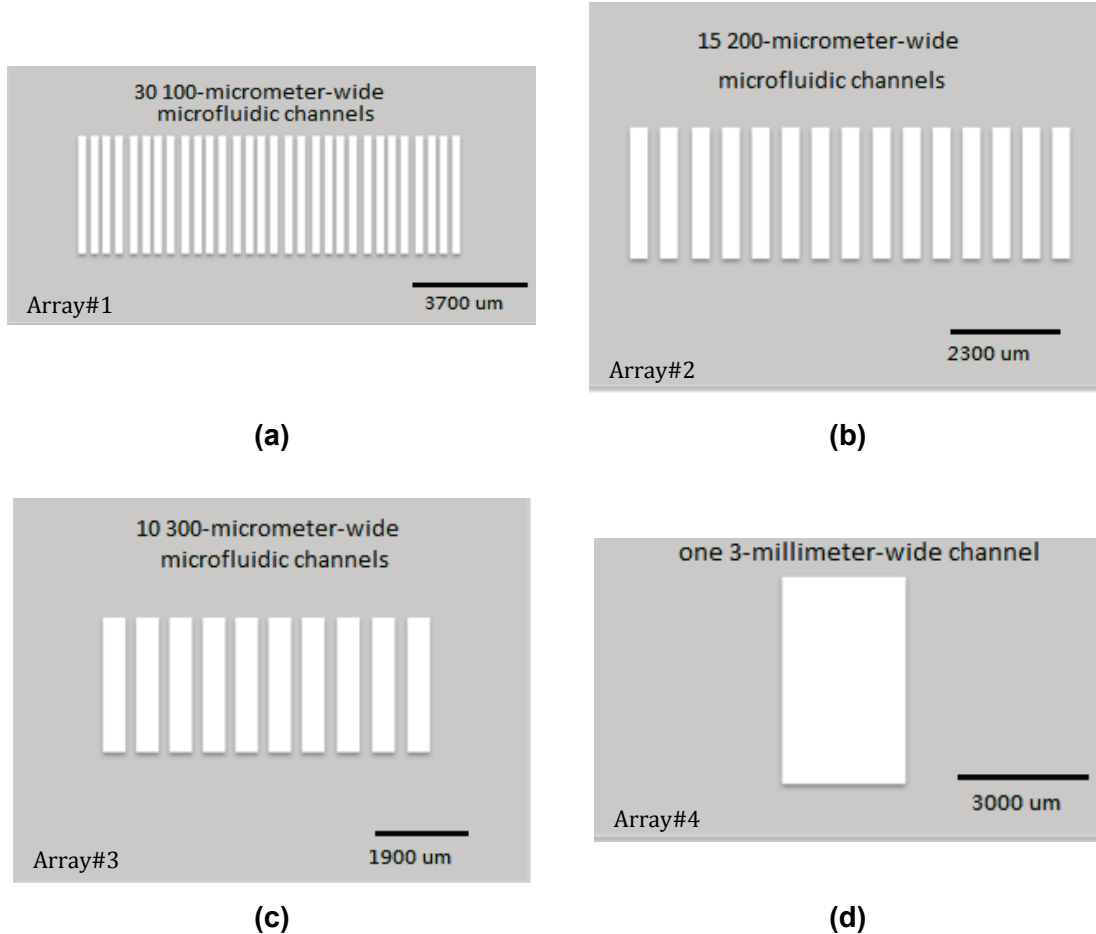 30 100-micrometer-wide
microfluidic channels
3700 um
Array#1
(a)
15 200-micrometer-wide
microfluidic channels
2300 um
Array#2
(b)
10 300-micrometer-wide
microfluidic channels
1900 um
Array#3
(c)
one 3-millimeter-wide channel
3000 um
Array#4
(d)